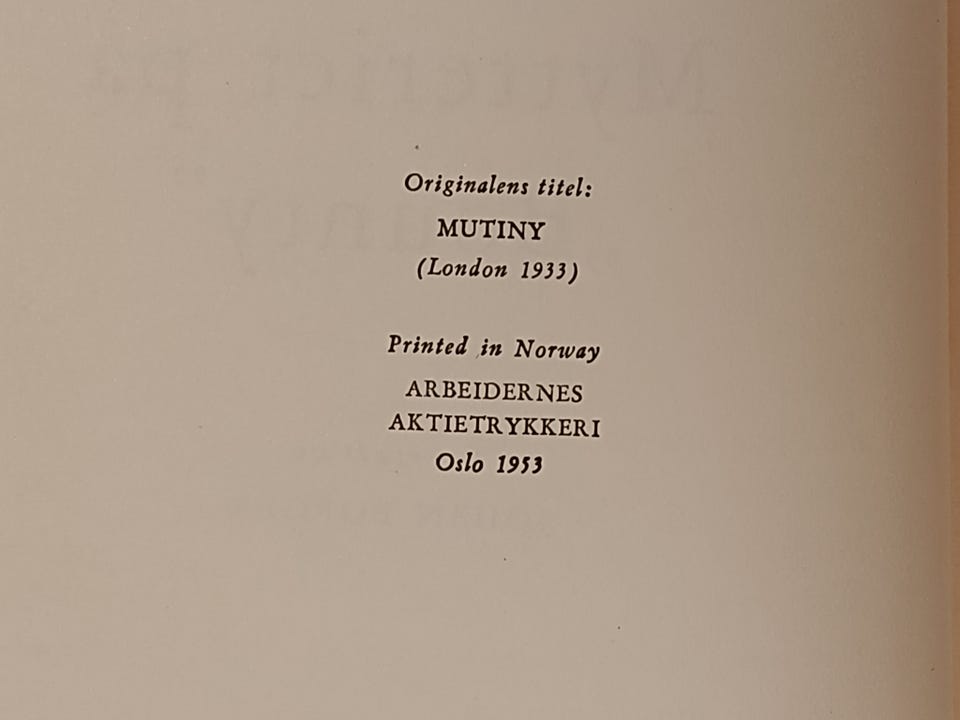 Originalens titel:
MUTINY
(London 1933)
Printed in Norway
ARBEIDERNES
AKTIETRYKKERI
Oslo 1953